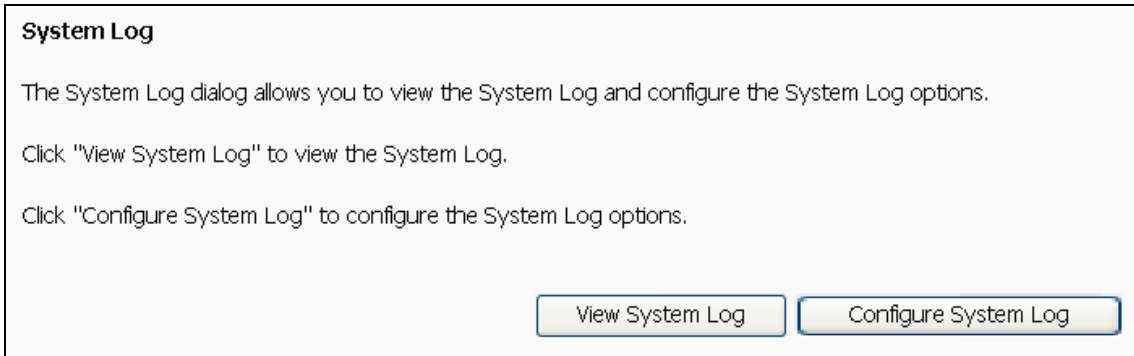 System Log
The System Log dialog allows you to view the System Log and configure the System Log options.
Click "View System Log" to view the System Log.
Click "Configure System Log" to configure the System Log options.
View System Log
Configure System Log